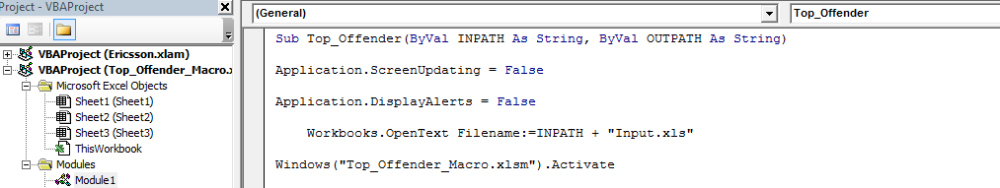 Project - VBAProject
VBAProject (Ericsson.xlam)
VBAProject (Top_Offender_Macro.x
Microsoft Excel Objects
Sheet1 (Sheet1)
Sheet2 (Sheet2)
Sheet3 (Sheet3)
ThisWorkbook
Modules
Module1
(General)
Top_Offender
Sub Top_Offender(ByVal INPATH As String, ByVal OUTPATH As String)
Application.ScreenUpdating = False
Application.DisplayAlerts = False
Workbooks.OpenText Filename:=INPATH + "Input.xls"
Windows("Top_Offender_Macro.xlsm").Activate